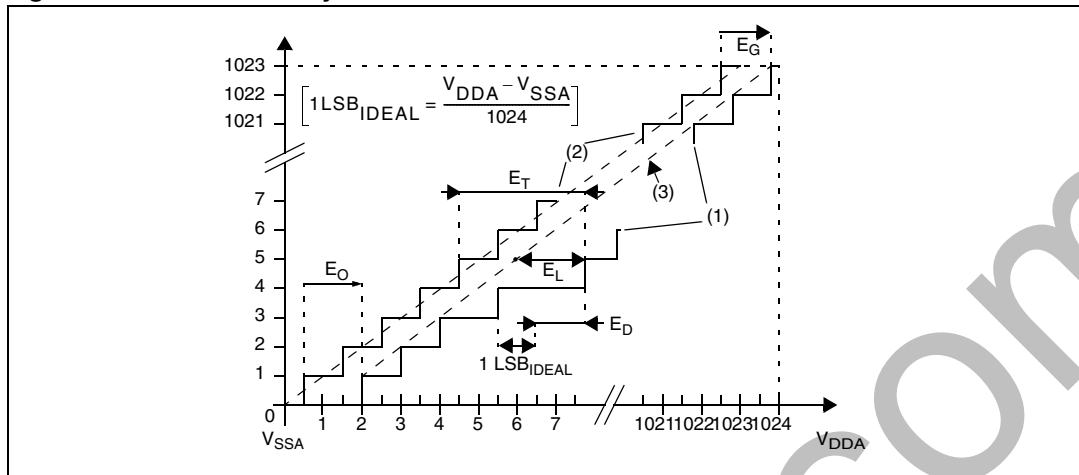 E_G
1023
1022
1021
[1LSB_IDEAL = (V_DDA - V_SSA) / 1024]
(2)
(3)
(1)
E_T
7
6
5
4
3
2
1
0
E_O
E_L
E_D
1 LSB_IDEAL
1 2 3 4 5 6 7 1021 1022 1023 1024
V_SSA
V_DDA
com